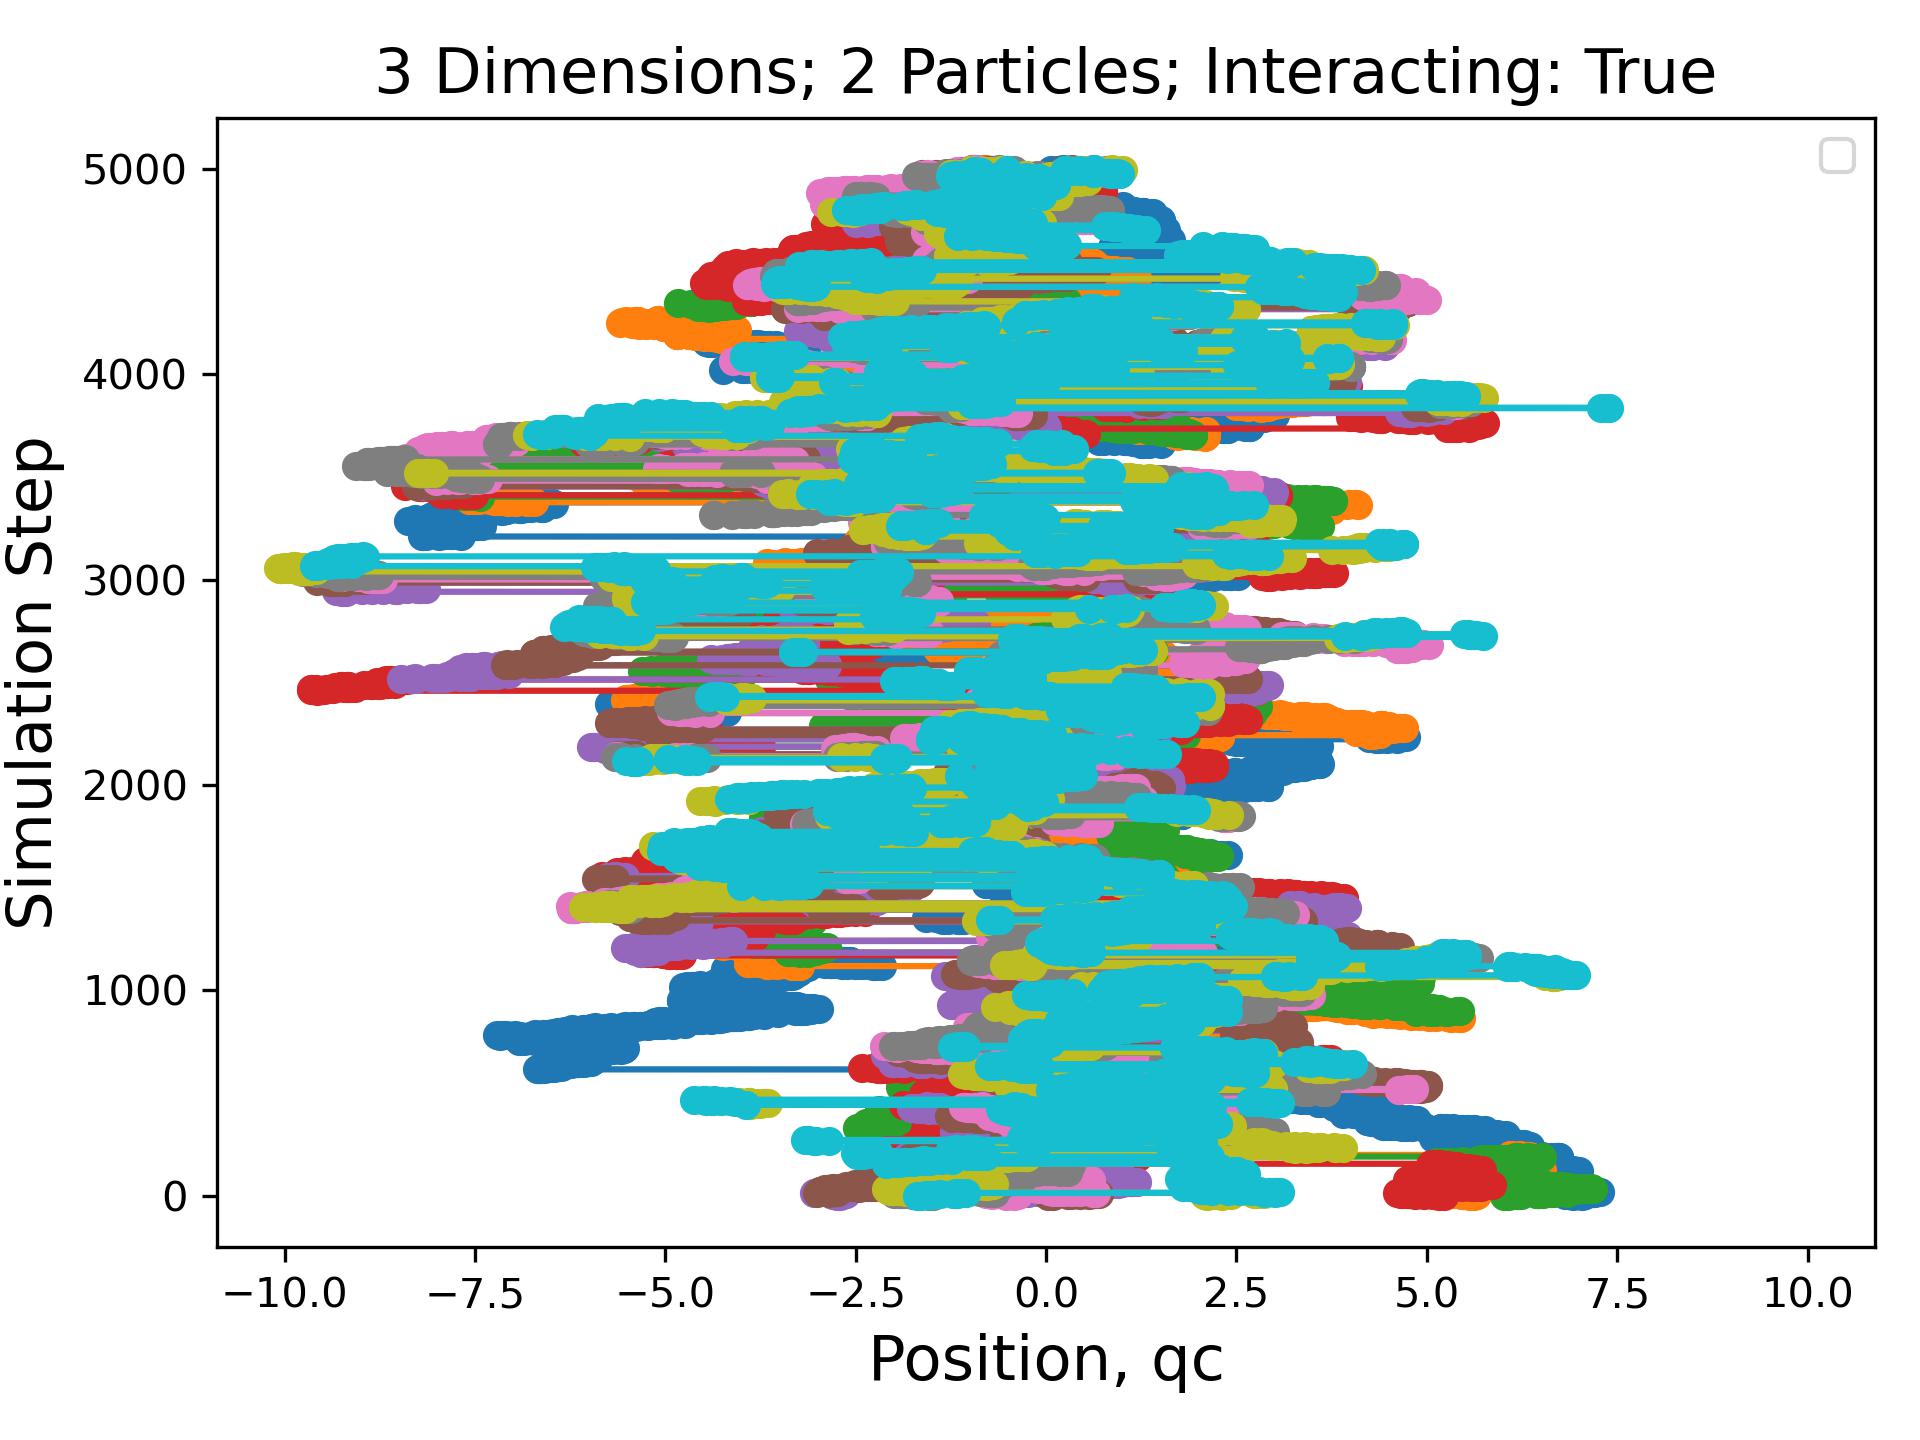 3 Dimensions; 2 Particles; Interacting: True
Simulation Step
5000
4000
3000
2000
1000
0
−10.0 −7.5 −5.0 −2.5 0.0 2.5 5.0 7.5 10.0
Position, qc